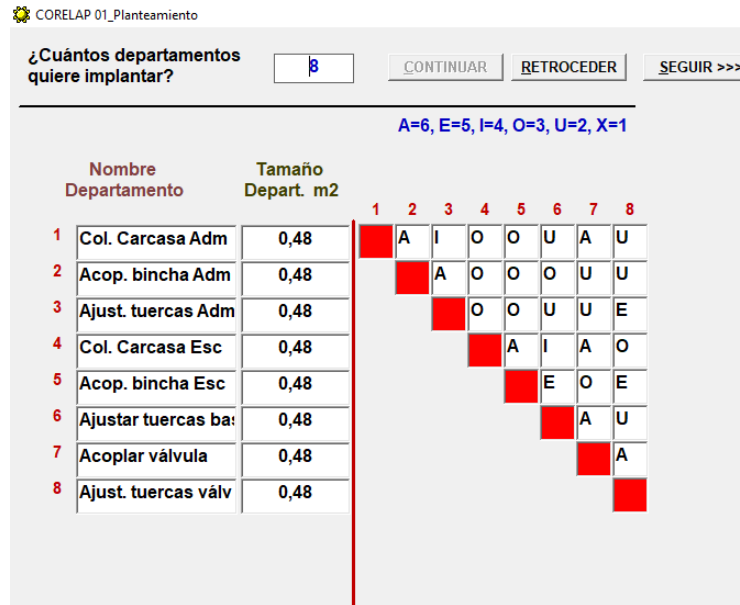 CORELAP 01_Planteamiento
¿Cuántos departamentos
quiere implantar?
8
CONTINUAR
RETROCEDER
SEGUIR >>>
A=6, E=5, I=4, O=3, U=2, X=1
Nombre
Departamento
Tamaño
Depart. m2
1 2 3 4 5 6 7 8
1 Col. Carcasa Adm 0,48 A I O O U A U
2 Acop. bincha Adm 0,48 A O O O U U
3 Ajust. tuercas Adm 0,48 O O U U E
4 Col. Carcasa Esc 0,48 A I A O
5 Acop. bincha Esc 0,48 E O E
6 Ajustar tuercas bas 0,48 A U
7 Acoplar válvula 0,48 A
8 Ajust. tuercas válv 0,48